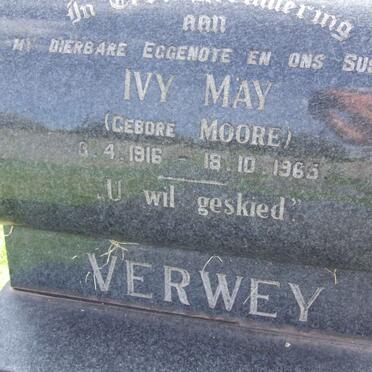 In
aan
MY DIERBARE EGGENOTE EN ONS
IVY MAY
(GEBORE MOORE)
6.4.1916 - 18.10.1963
„U wil geskied."
VERWEY